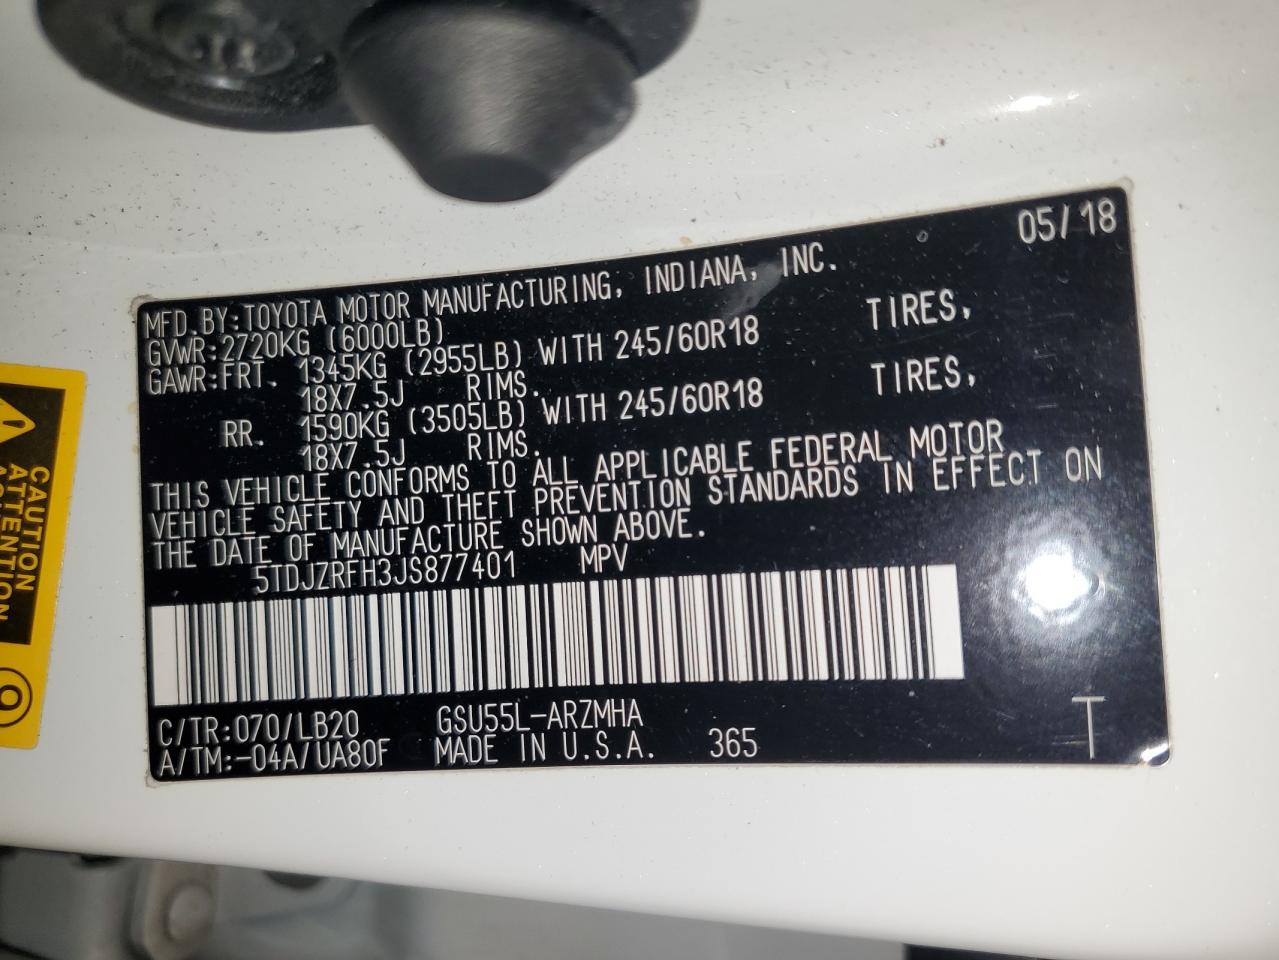 05/18
MFD.BY:TOYOTA MOTOR MANUFACTURING, INDIANA, INC.
GVWR:2720KG (6000LB)
GAWR:FRT. 1345KG (2955LB) WITH 245/60R18 TIRES,
18X7.5J RIMS.
RR. 1590KG (3505LB) WITH 245/60R18 TIRES,
18X7.5J RIMS.
THIS VEHICLE CONFORMS TO ALL APPLICABLE FEDERAL MOTOR
VEHICLE SAFETY AND THEFT PREVENTION STANDARDS IN EFFECT ON
THE DATE OF MANUFACTURE SHOWN ABOVE.
5TDJZRFH3JS877401 MPV
C/TR:070/LB20 GSU55L-ARZMHA
A/TM:-04A/UA80F MADE IN U.S.A. 365 T
CAUTION
ATTENTION